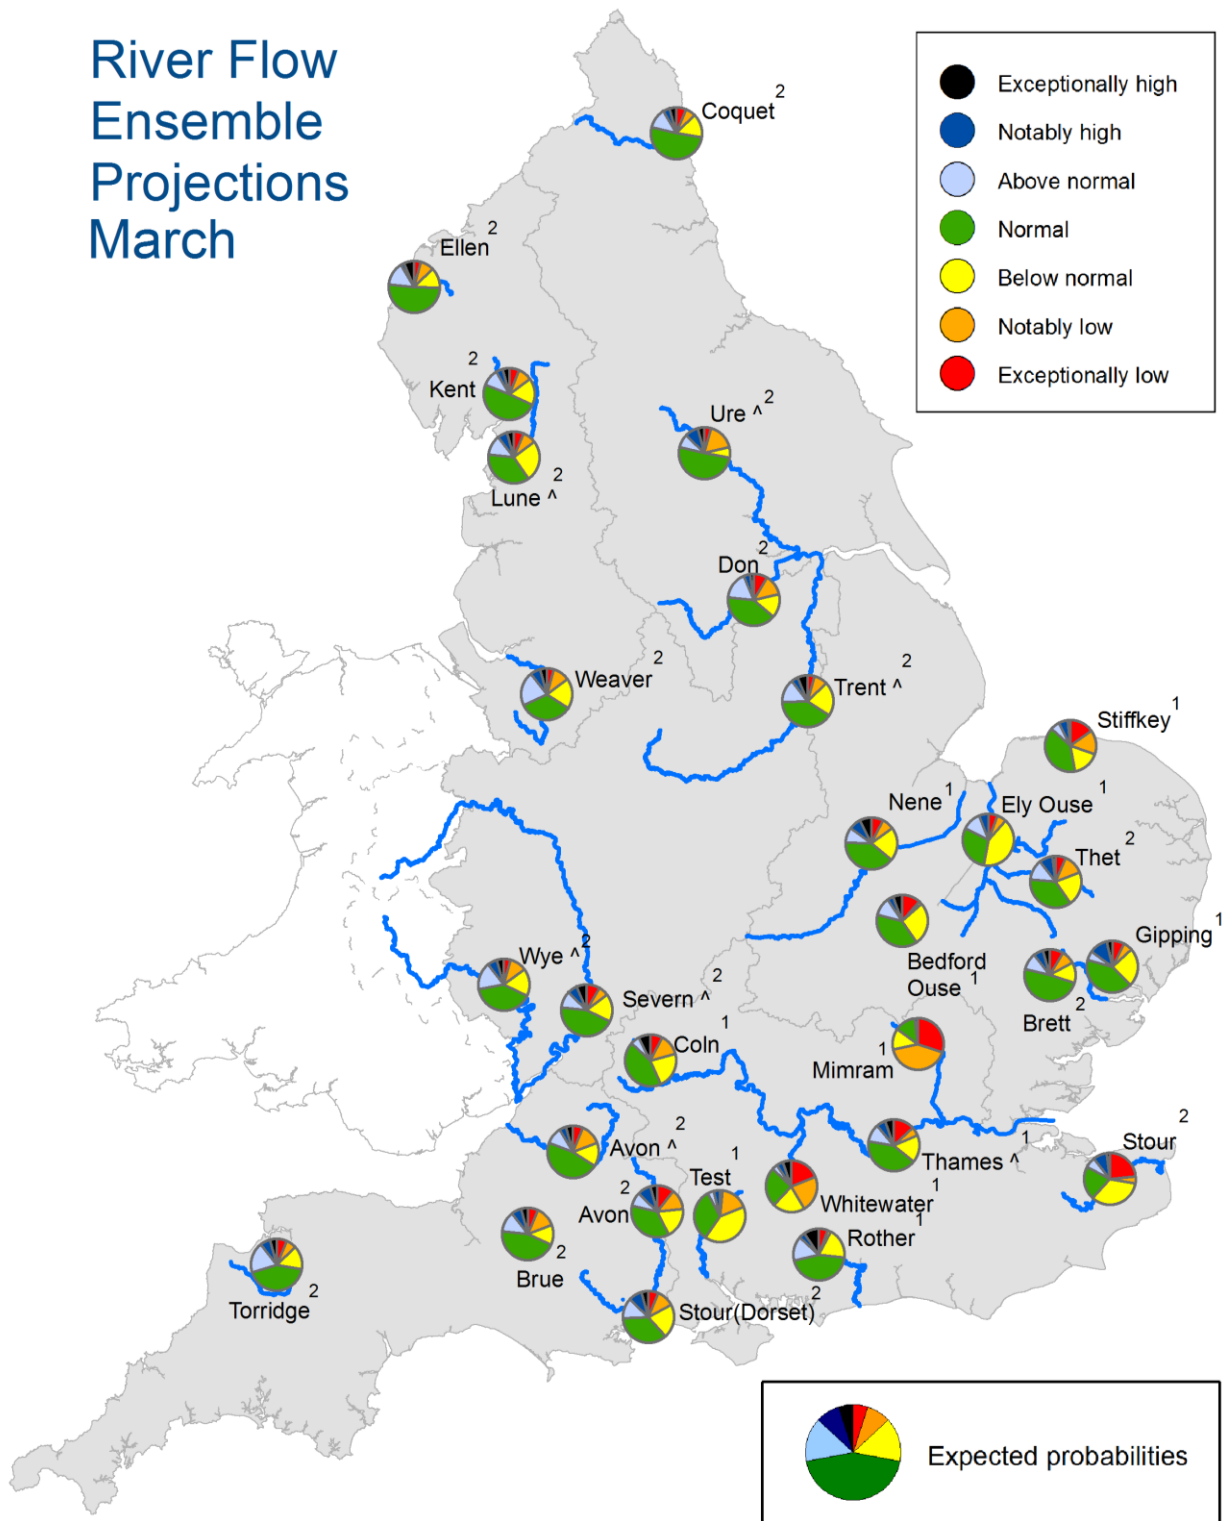 River Flow
Ensemble
Projections
March
Exceptionally high
Notably high
Above normal
Normal
Below normal
Notably low
Exceptionally low
Coquet 2
Ellen 2
2
Kent
Ure ^ 2
Lune ^ 2
Don 2
Weaver 2
Trent ^ 2
Stiffkey 1
Nene 1
Ely Ouse 1
Thet 2
Gipping 1
Bedford
Ouse 1
Brett 2
Wye ^ 2
Severn ^ 2
Coln 1
Mimram 1
Avon ^ 2
Thames ^ 1
Stour 2
Test 1
Whitewater 1
Avon 2
Rother 1
Brue 2
Torridge 2
Stour(Dorset) 2
Expected probabilities